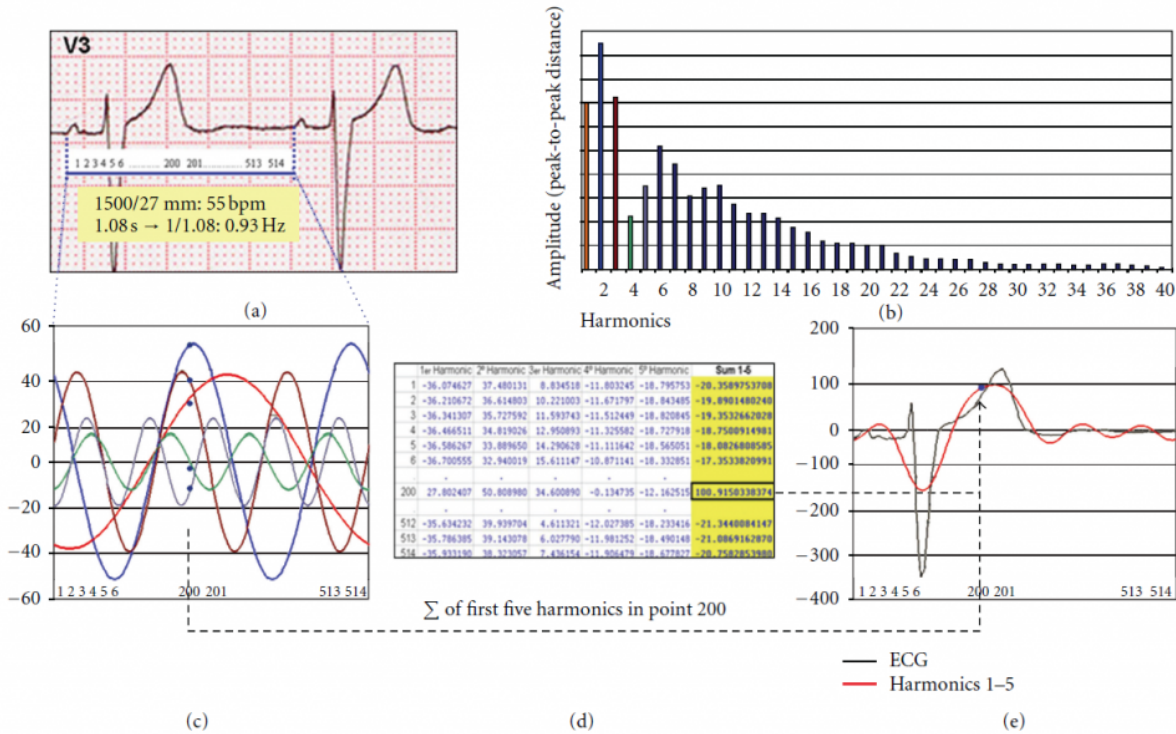 V3
1 2 3 4 5 6 ......... 200 201 ............... 513 514
1500/27 mm: 55 bpm
1.08 s → 1/1.08: 0.93 Hz
(a)
Amplitude (peak-to-peak distance)
2 4 6 8 10 12 14 16 18 20 22 24 26 28 30 32 34 36 38 40
Harmonics
(b)
60
40
20
0
−20
−40
−60
1 2 3 4 5 6 200 201 513 514
(c)
1er Harmonic 2º Harmonic 3er Harmonic 4º Harmonic 5º Harmonic Sum 1-5
1 -36.074627 37.480131 8.834518 -11.803245 -18.795753 -20.3589753708
2 -36.210672 36.614803 10.221003 -11.671797 -18.843485 -19.8901480240
3 -36.341307 35.727592 11.593743 -11.512449 -18.820845 -19.3532662028
4 -36.466511 34.819026 12.950893 -11.325582 -18.727918 -18.7500914981
5 -36.586267 33.889650 14.290628 -11.111642 -18.565051 -18.0826808585
6 -36.700555 32.940019 15.611147 -10.871141 -18.332851 -17.3533820991
. . . . . .
200 27.802407 50.808980 34.600890 -0.134735 -12.162515 100.9150338374
. . . . . .
512 -35.634232 39.939704 4.611321 -12.027385 -18.233416 -21.3440084147
513 -35.786385 39.143078 6.027790 -11.981252 -18.490148 -21.0869162870
514 -35.933190 38.323057 7.436154 -11.906479 -18.677827 -20.7582853980
∑ of first five harmonics in point 200
(d)
200
100
0
−100
−200
−300
−400
1 2 3 4 5 6 200 201 513 514
ECG
Harmonics 1–5
(e)